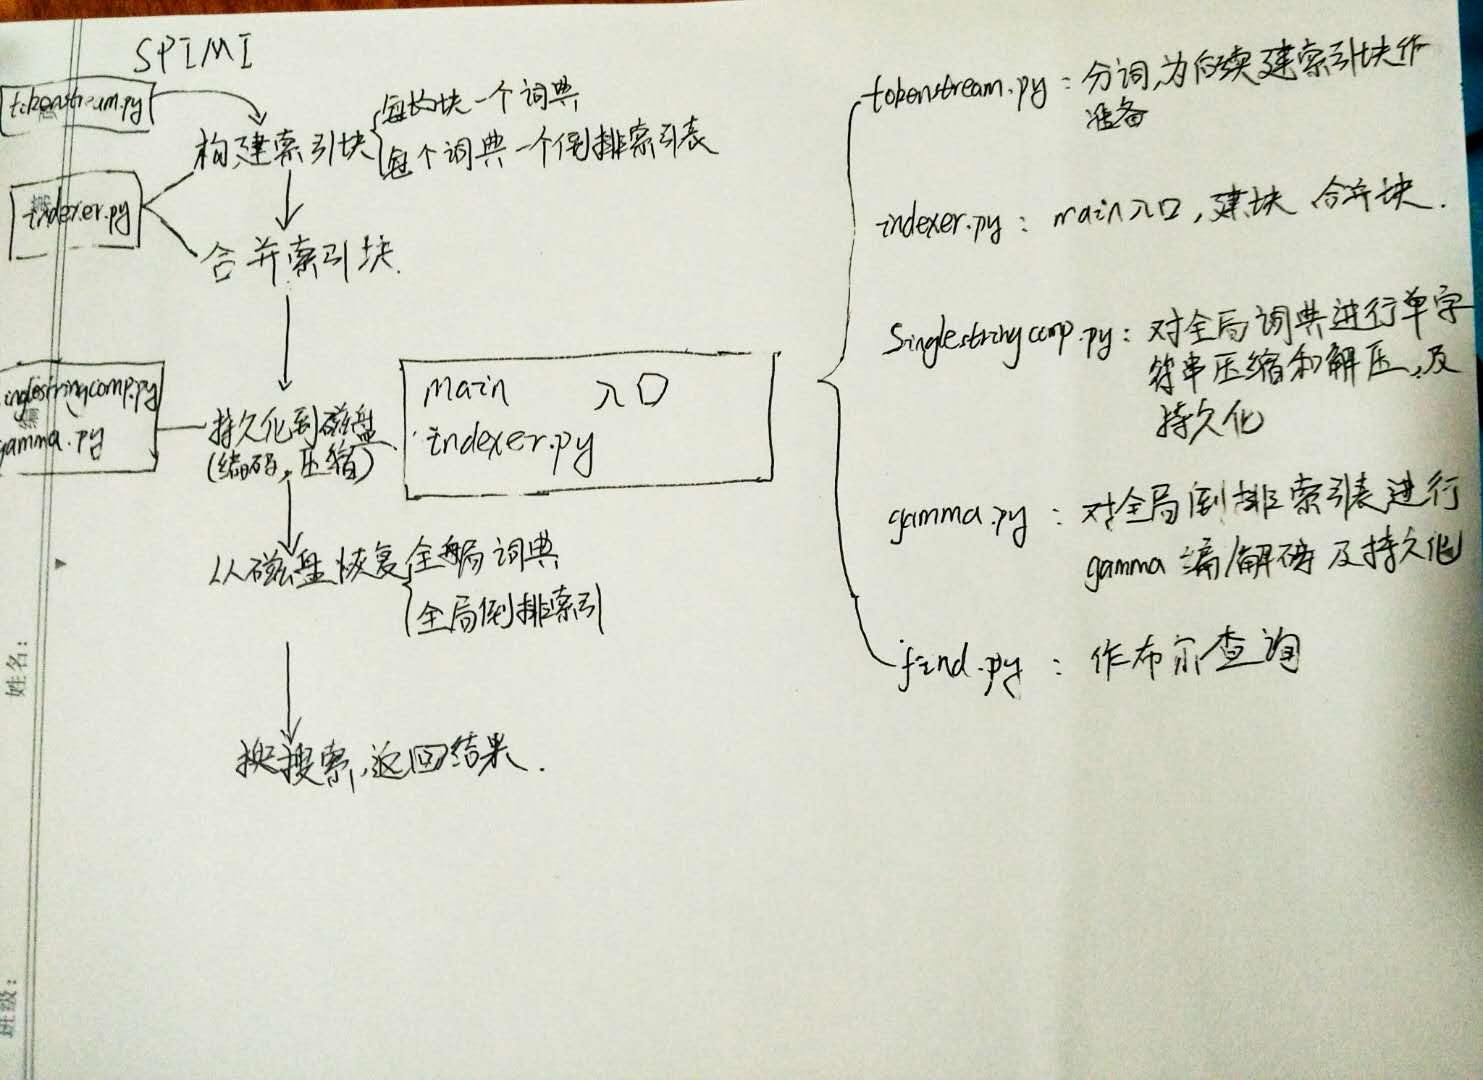 SPIMI
tokenstream.py
构建索引块
每个块一个词典
每个词典一个倒排索引表
indexer.py
合并索引块.
inglestringcomp.py
gamma.py
持久化到磁盘
(编码,压缩)
main 入口
indexer.py
从磁盘恢复
全局词典
全局倒排索引
搜索,返回结果.
tokenstream.py: 分词,为后续建索引块作
准备
indexer.py: main入口,建块 合并块.
Singlestringcomp.py: 对全局词典进行单字
符串压缩和解压,及
持久化
gamma.py: 对全局倒排索引表进行
gamma 编/解码及持久化
find.py: 作布尔查询
姓名:
班级: